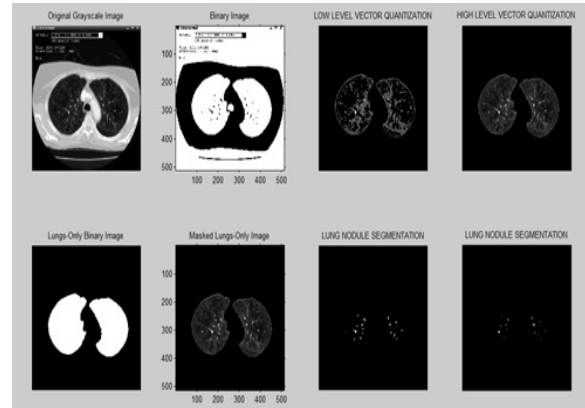 Original Grayscale Image
Binary Image
LOW LEVEL VECTOR QUANTIZATION
HIGH LEVEL VECTOR QUANTIZATION
100
200
300
400
500
100 200 300 400 500
Lungs-Only Binary Image
Masked Lungs-Only Image
LUNG NODULE SEGMENTATION
LUNG NODULE SEGMENTATION
100
200
300
400
500
100 200 300 400 500